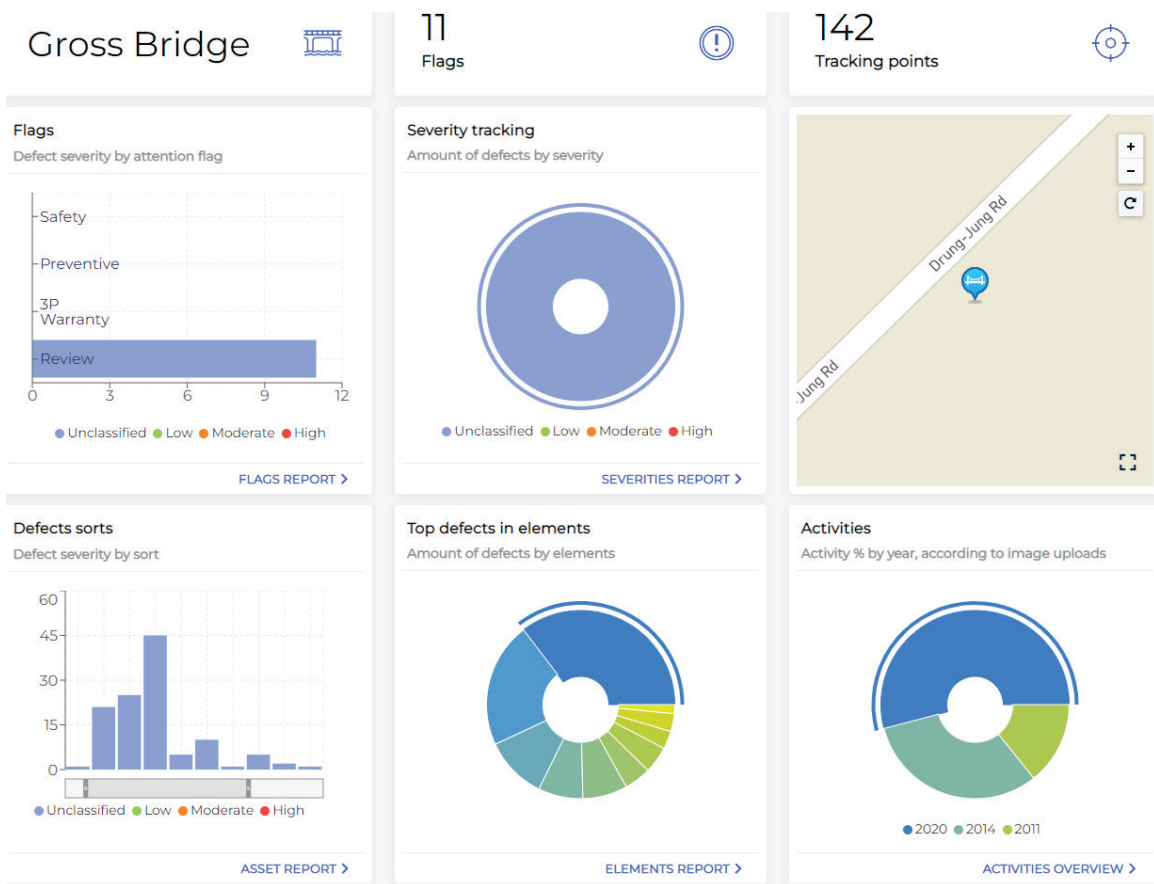 Gross Bridge
11
Flags
142
Tracking points
Flags
Defect severity by attention flag
Safety
Preventive
3P
Warranty
Review
0 3 6 9 12
Unclassified Low Moderate High
FLAGS REPORT >
Severity tracking
Amount of defects by severity
Unclassified Low Moderate High
SEVERITIES REPORT >
+
-
Drung-Jung Rd
-Jung Rd
Defects sorts
Defect severity by sort
60
45
30
15
0
Unclassified Low Moderate High
ASSET REPORT >
Top defects in elements
Amount of defects by elements
ELEMENTS REPORT >
Activities
Activity % by year, according to image uploads
2020 2014 2011
ACTIVITIES OVERVIEW >